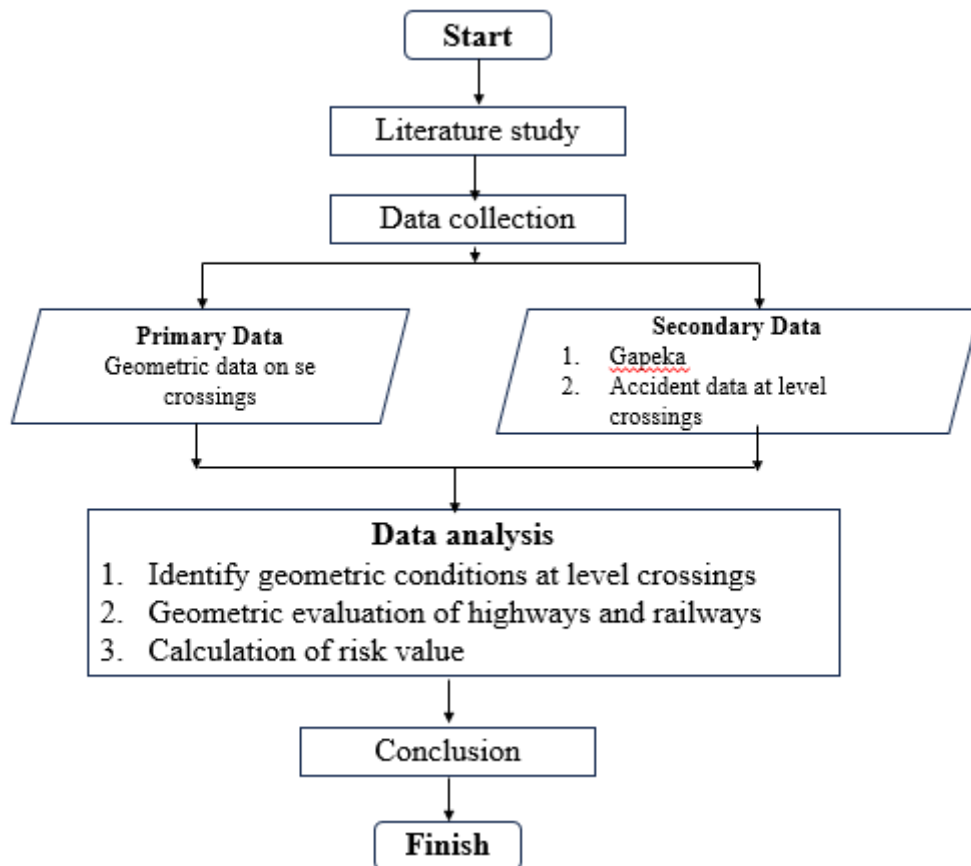 Start
Literature study
Data collection
Primary Data
Geometric data on se
crossings
Secondary Data
1. Gapeka
2. Accident data at level
crossings
Data analysis
1. Identify geometric conditions at level crossings
2. Geometric evaluation of highways and railways
3. Calculation of risk value
Conclusion
Finish